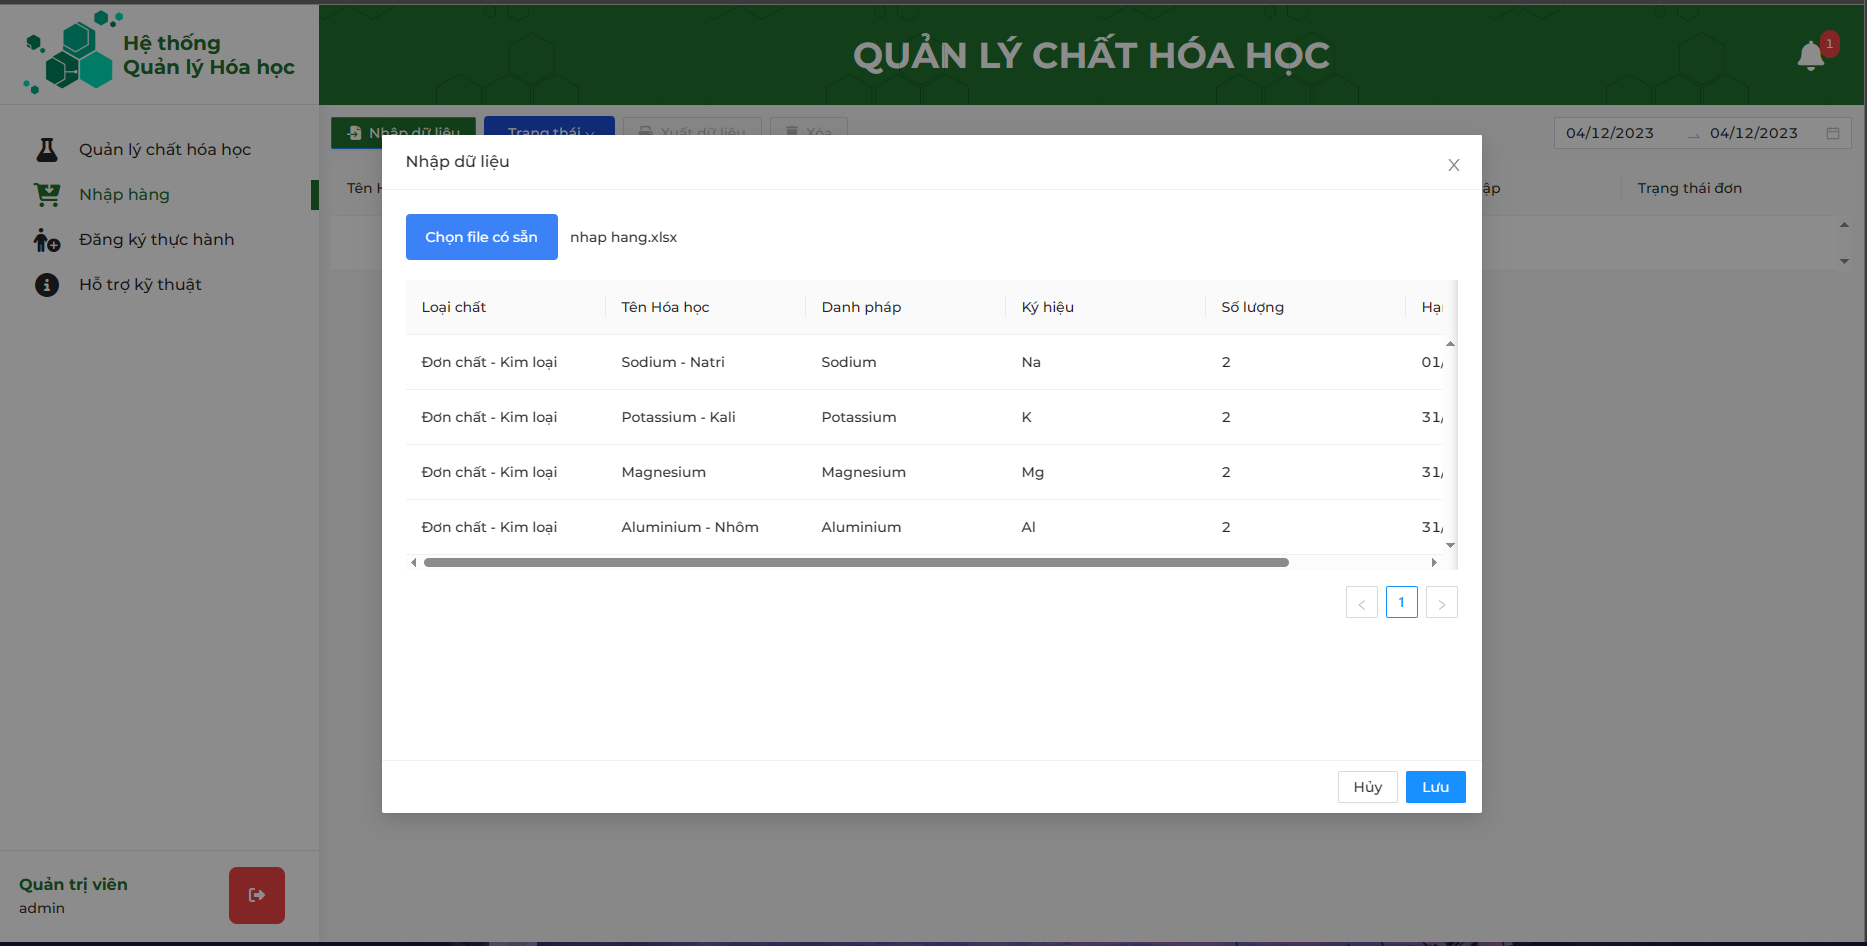 Hệ thống
Quản lý Hóa học
QUẢN LÝ CHẤT HÓA HỌC
1
Quản lý chất hóa học
Nhập hàng
Đăng ký thực hành
Hỗ trợ kỹ thuật
Nhập dữ liệu Trạng thái Xuất dữ liệu Xóa 04/12/2023 04/12/2023
Tên Trạng thái đơn
Nhập dữ liệu
Chọn file có sẵn nhap hang.xlsx
Loại chất Tên Hóa học Danh pháp Ký hiệu Số lượng
Đơn chất - Kim loại Sodium - Natri Sodium Na 2 01/
Đơn chất - Kim loại Potassium - Kali Potassium K 2 31/
Đơn chất - Kim loại Magnesium Magnesium Mg 2 31/
Đơn chất - Kim loại Aluminium - Nhôm Aluminium Al 2 31/
1
Hủy Lưu
Quản trị viên
admin